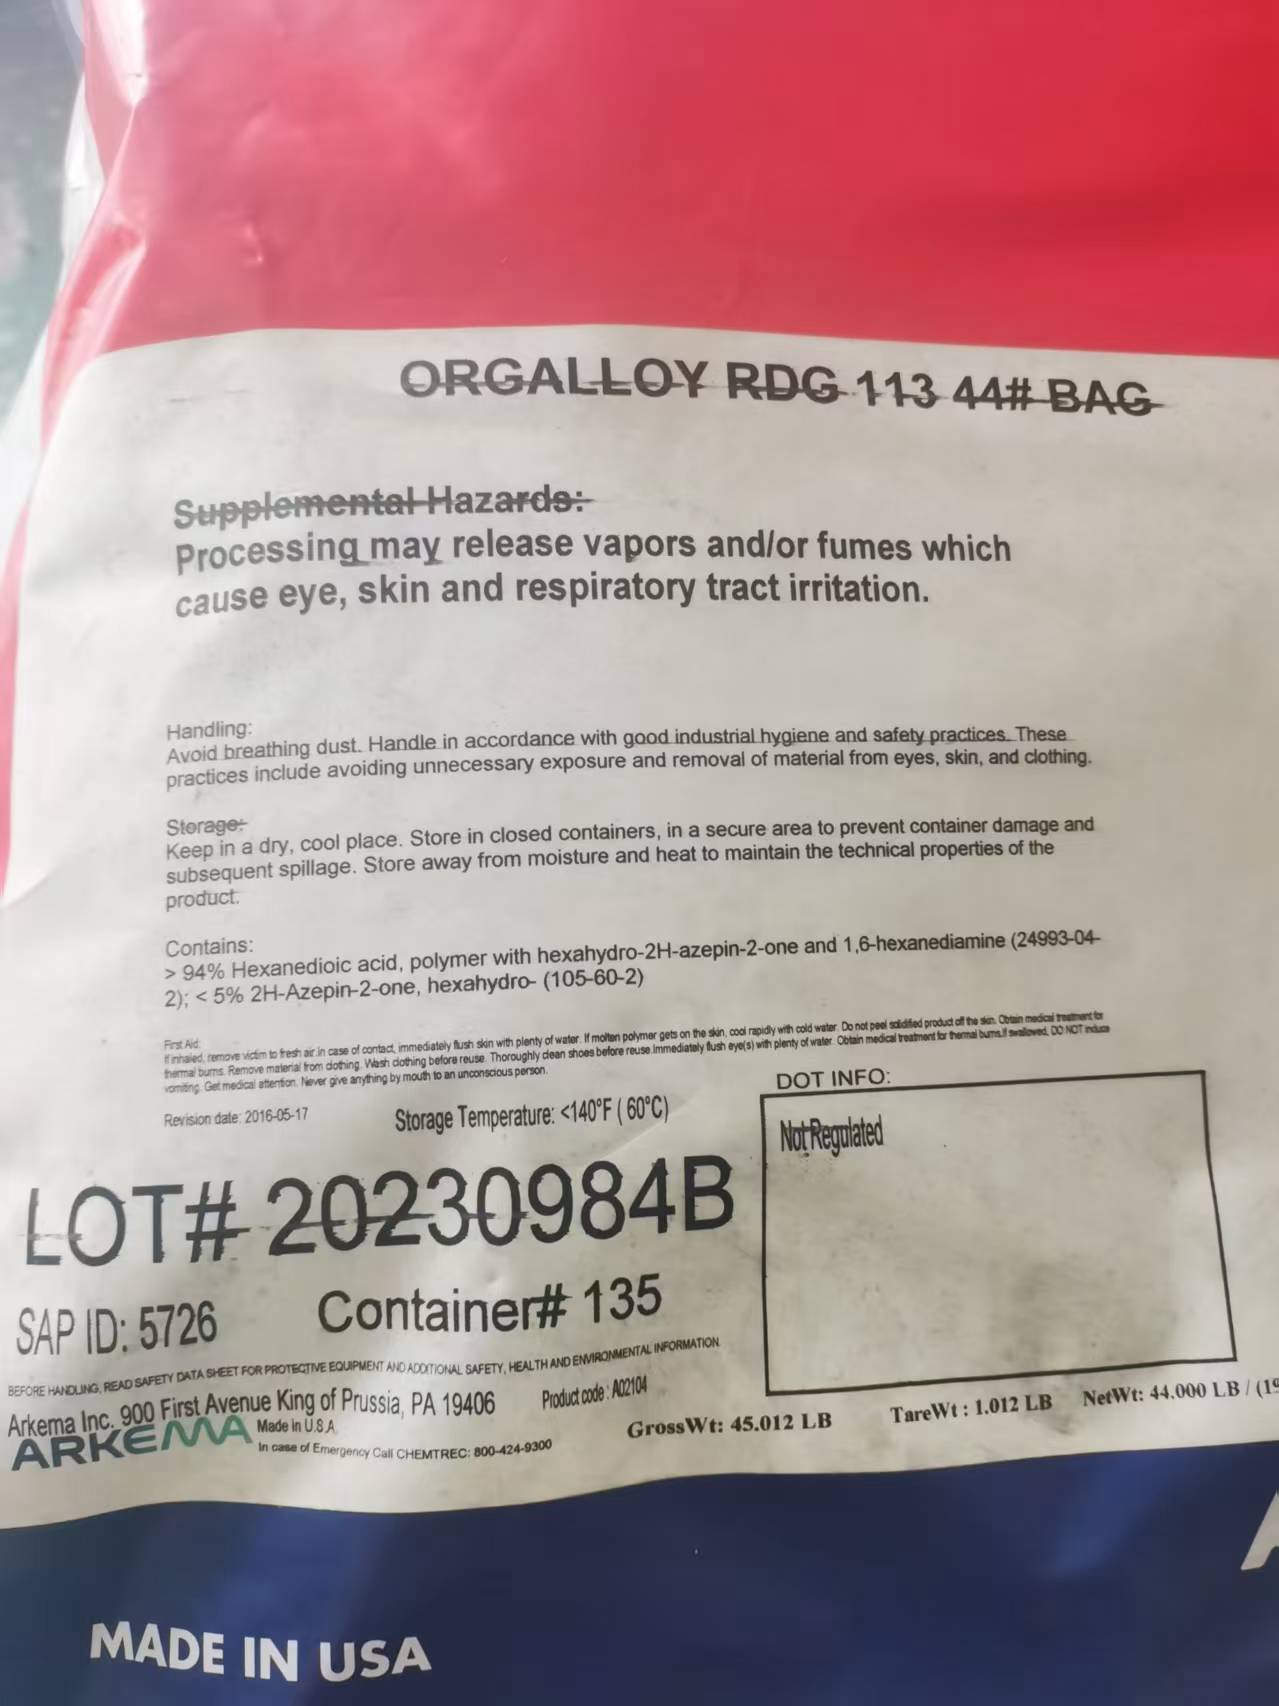 ORGALLOY RDG 113 44# BAG
Supplemental Hazards:
Processing may release vapors and/or fumes which
cause eye, skin and respiratory tract irritation.
Handling:
Avoid breathing dust. Handle in accordance with good industrial hygiene and safety practices. These
practices include avoiding unnecessary exposure and removal of material from eyes, skin, and clothing.
Storage:
Keep in a dry, cool place. Store in closed containers, in a secure area to prevent container damage and
subsequent spillage. Store away from moisture and heat to maintain the technical properties of the
product.
Contains:
> 94% Hexanedioic acid, polymer with hexahydro-2H-azepin-2-one and 1,6-hexanediamine (24993-04-
2); < 5% 2H-Azepin-2-one, hexahydro- (105-60-2)
First Aid:
If inhaled, remove victim to fresh air.In case of contact, immediately flush skin with plenty of water. If molten polymer gets on the skin, cool rapidly with cold water. Do not peel solidified product off the skin. Obtain medical treatment for
thermal burns. Remove material from clothing. Wash clothing before reuse. Thoroughly clean shoes before reuse.Immediately flush eye(s) with plenty of water. Obtain medical treatment for thermal burns.If swallowed, DO NOT induce
vomiting. Get medical attention. Never give anything by mouth to an unconscious person.
Revision date: 2016-05-17
Storage Temperature: <140°F ( 60°C)
DOT INFO:
Not Regulated
LOT# 20230984B
SAP ID: 5726
Container# 135
BEFORE HANDLING, READ SAFETY DATA SHEET FOR PROTECTIVE EQUIPMENT AND ADDITIONAL SAFETY, HEALTH AND ENVIRONMENTAL INFORMATION
Arkema Inc. 900 First Avenue King of Prussia, PA 19406
Product code : A02104
ARKEMA
Made in U.S.A.
In case of Emergency Call CHEMTREC: 800-424-9300
GrossWt: 45.012 LB
TareWt : 1.012 LB
NetWt: 44.000 LB / (19
MADE IN USA
A